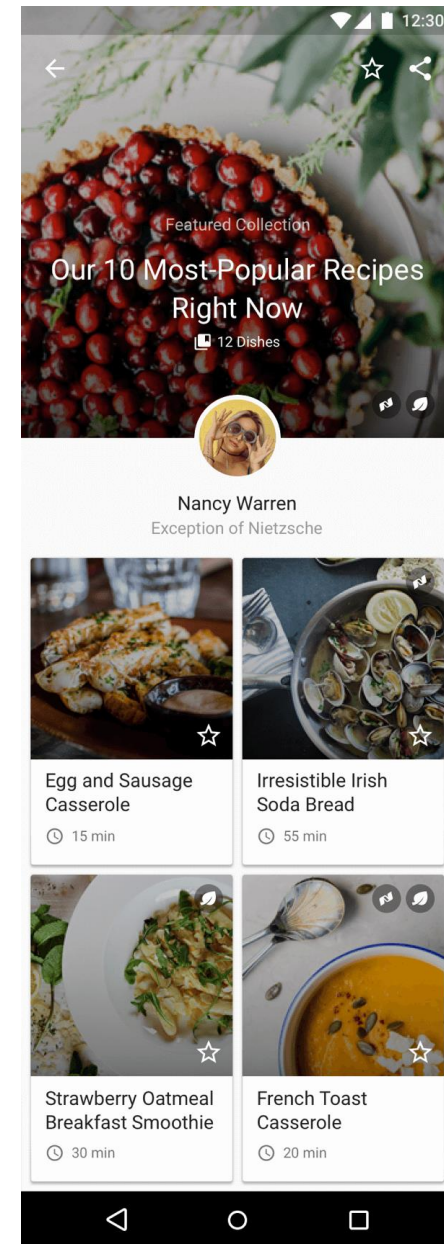 12:30
Featured Collection
Our 10 Most-Popular Recipes
Right Now
12 Dishes
Nancy Warren
Exception of Nietzsche
Egg and Sausage
Casserole
15 min
Irresistible Irish
Soda Bread
55 min
Strawberry Oatmeal
Breakfast Smoothie
30 min
French Toast
Casserole
20 min